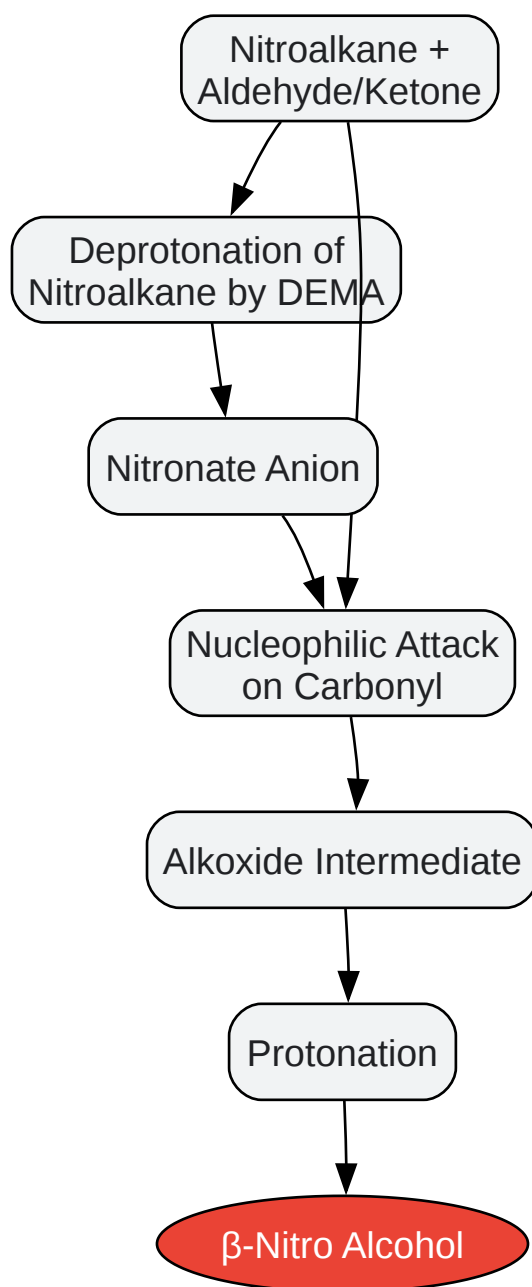 Nitroalkane +
Aldehyde/Ketone
Deprotonation of
Nitroalkane by DEMA
Nitronate Anion
Nucleophilic Attack
on Carbonyl
Alkoxide Intermediate
Protonation
β-Nitro Alcohol